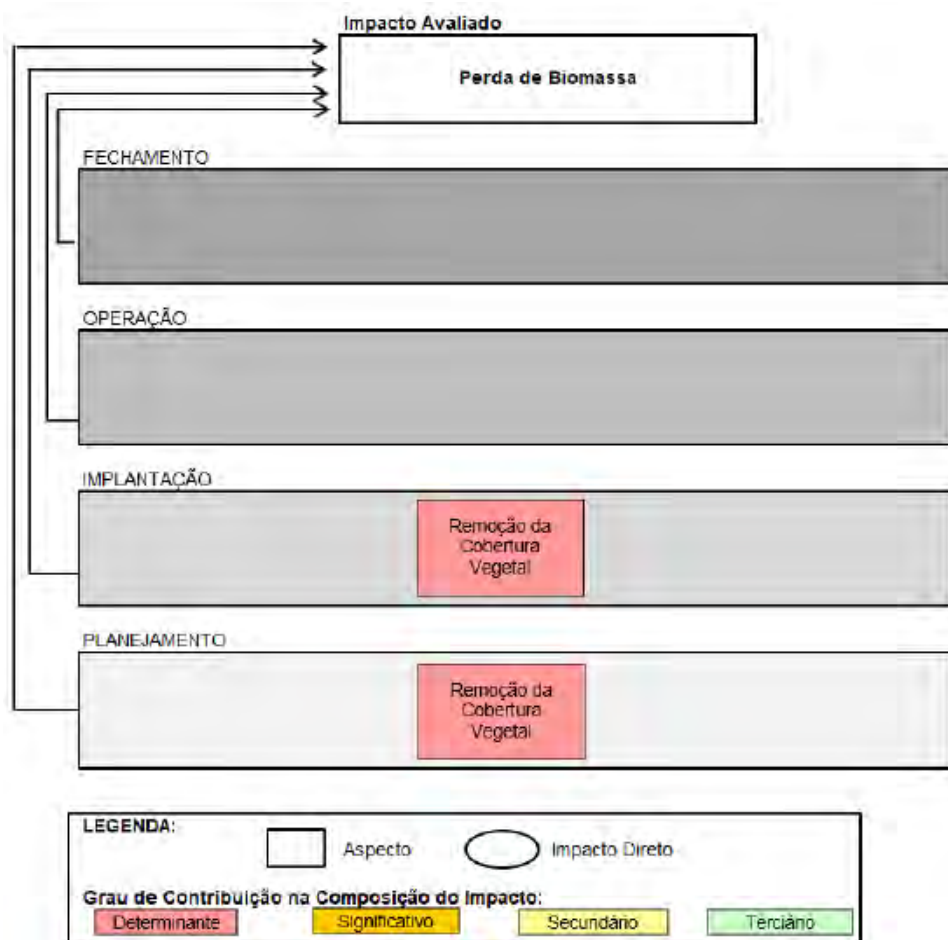 Impacto Avaliado
Perda de Biomassa
FECHAMENTO
OPERAÇÃO
IMPLANTAÇÃO
Remoção da
Cobertura
Vegetal
PLANEJAMENTO
Remoção da
Cobertura
Vegetal
LEGENDA:
Aspecto
Impacto Direto
Grau de Contribuição na Composição do Impacto:
Determinante
Significativo
Secundário
Terciário